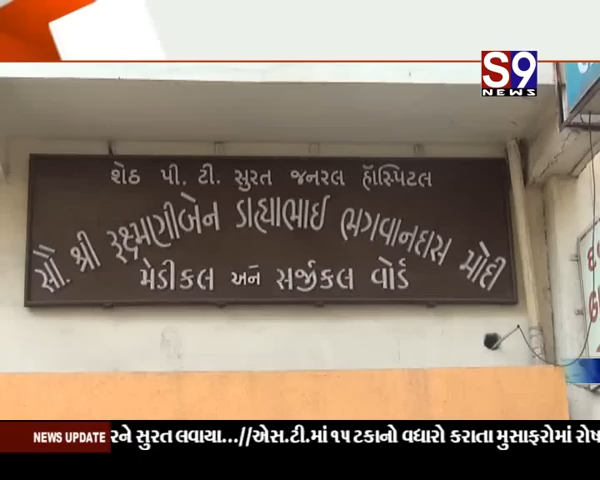 S9
NEWS
શેઠ પી. ટી. સુરત જનરલ હૉસ્પિટલ
સૌ. શ્રી રૂક્ષ્મણીબેન ડાહ્યાભાઈ ભગવાનદાસ મોદી
મેડીકલ અને સર્જીકલ વોર્ડ
NEWS UPDATE રને સુરત લવાયા...//એસ.ટી.માં ૧૫ ટકાનો વધારો કરાતા મુસાફરોમાં રોષ